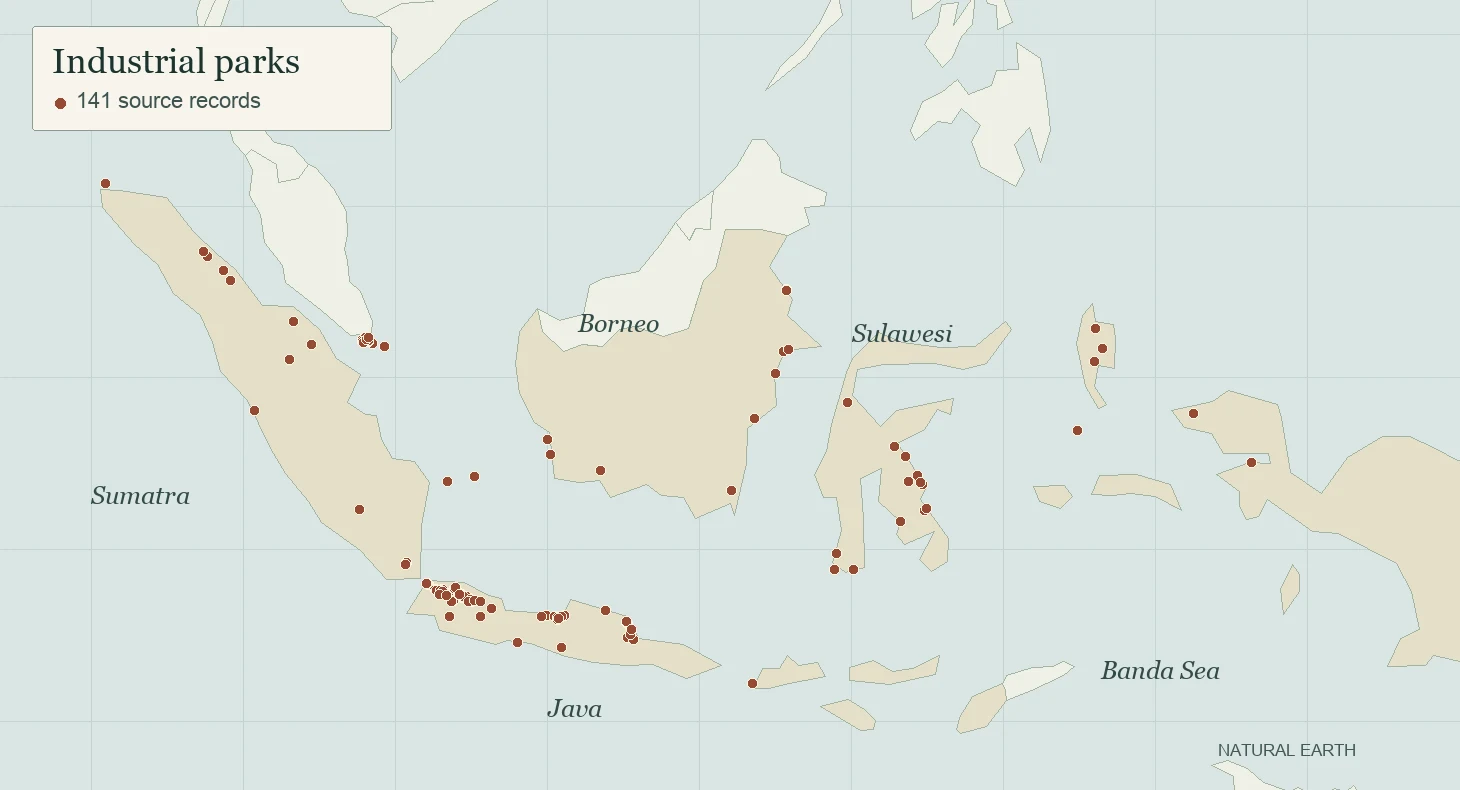 Industrial parks
141 source records
Borneo
Sulawesi
Sumatra
Banda Sea
Java
NATURAL EARTH